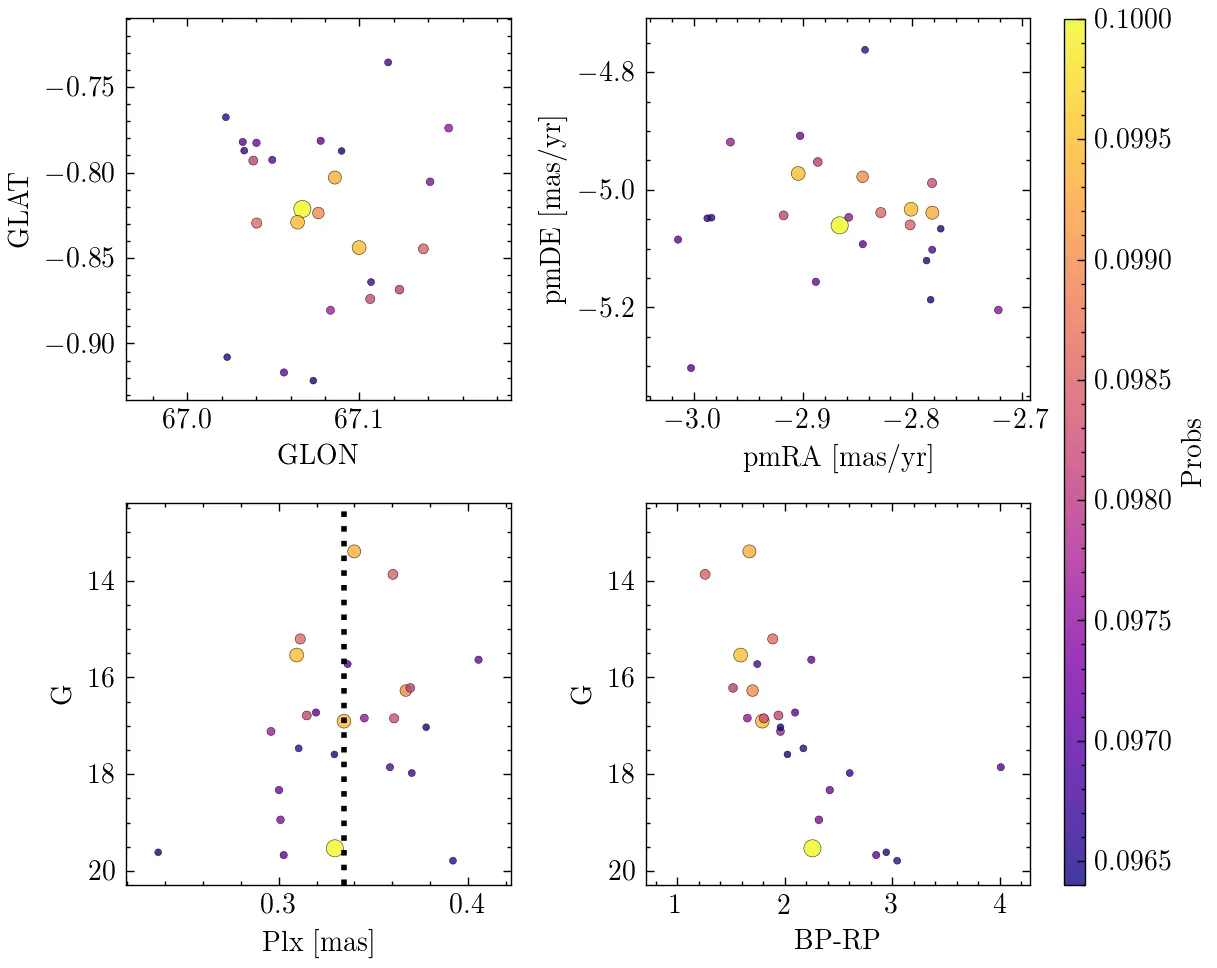 −0.75
−0.80
−0.85
−0.90
GLAT
67.0 67.1
GLON
−4.8
−5.0
−5.2
pmDE [mas/yr]
−3.0 −2.9 −2.8 −2.7
pmRA [mas/yr]
14
16
18
20
G
0.3 0.4
Plx [mas]
14
16
18
20
G
1 2 3 4
BP-RP
0.1000
0.0995
0.0990
0.0985
0.0980
0.0975
0.0970
0.0965
Probs